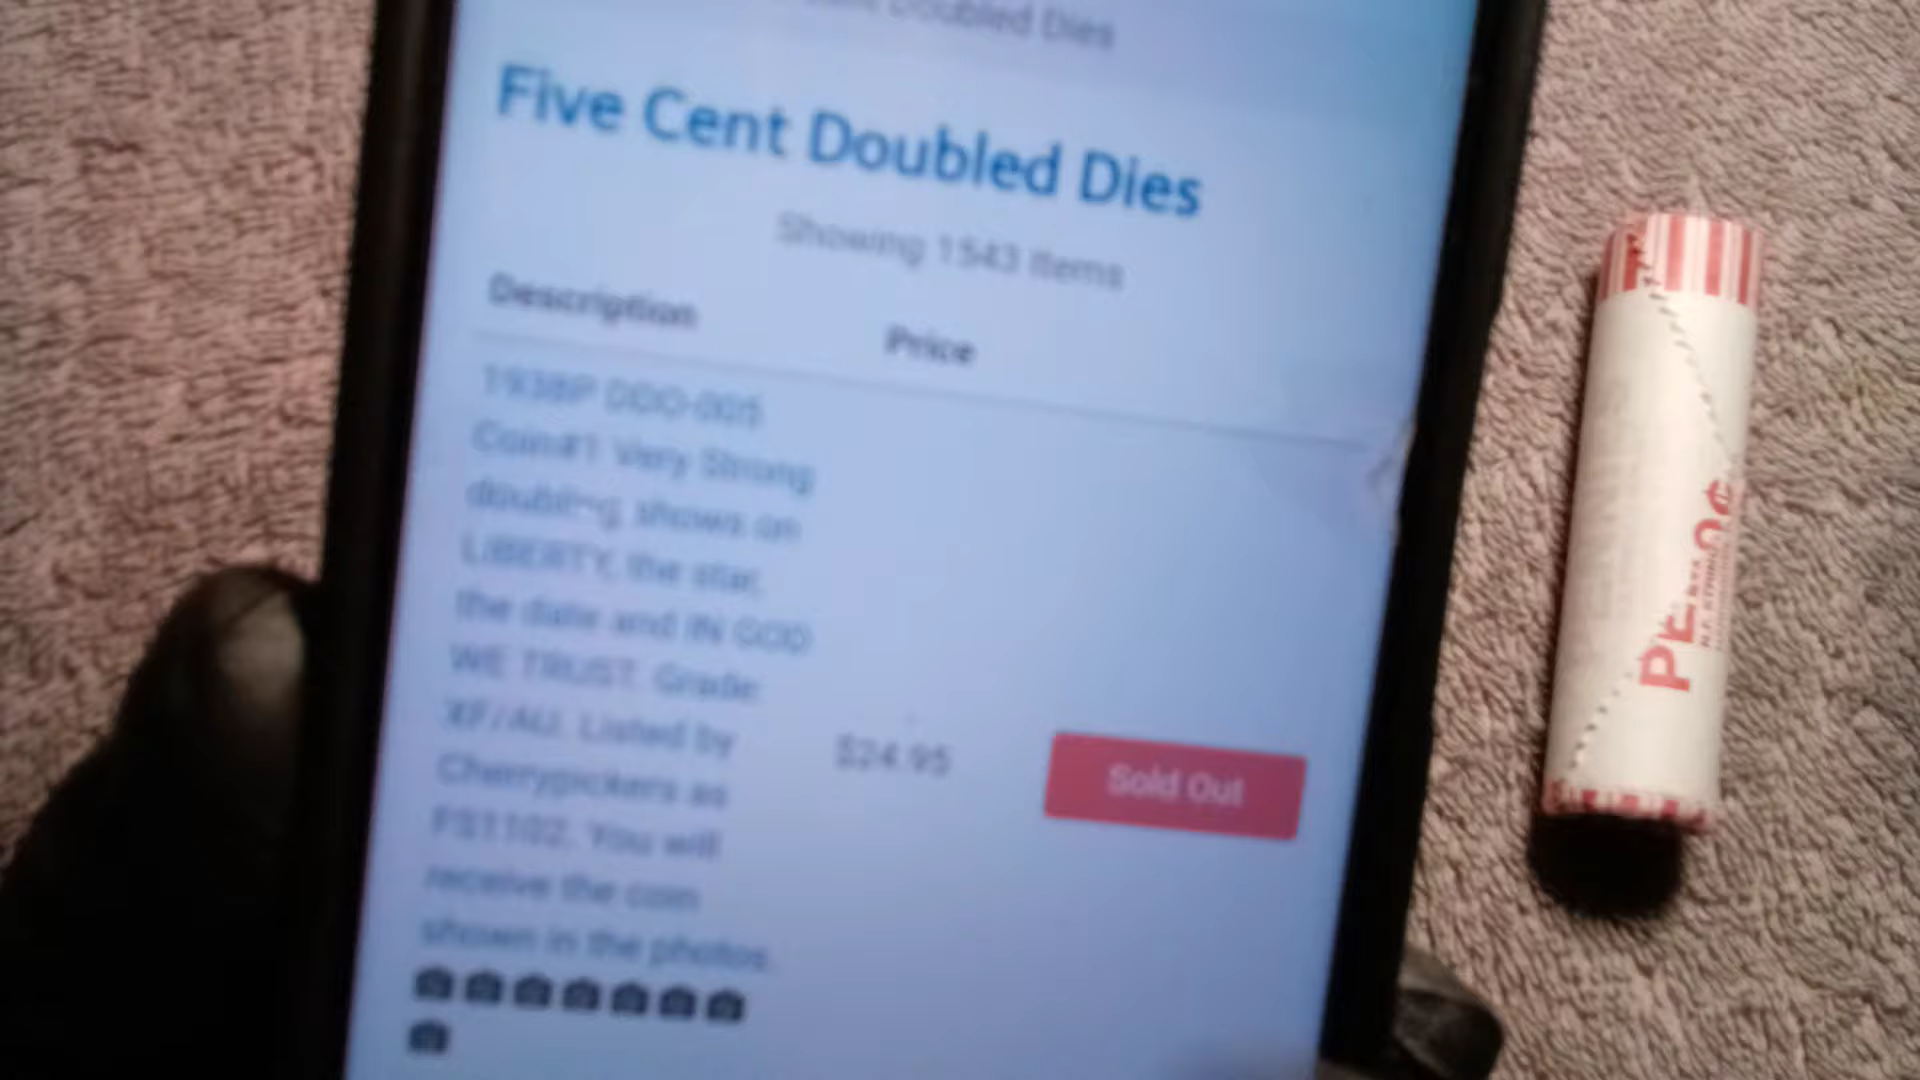 Doubled Dies
Five Cent Doubled Dies
Showing 1543 Items
Description
Price
1938P DDO-005
Coin#1 Very Strong
doubling shows on
LIBERTY, the star,
the date and IN GOD
WE TRUST. Grade:
XF/AU. Listed by
Cherrypickers as
FS1102. You will
receive the coin
shown in the photos.
$24.95
Sold Out